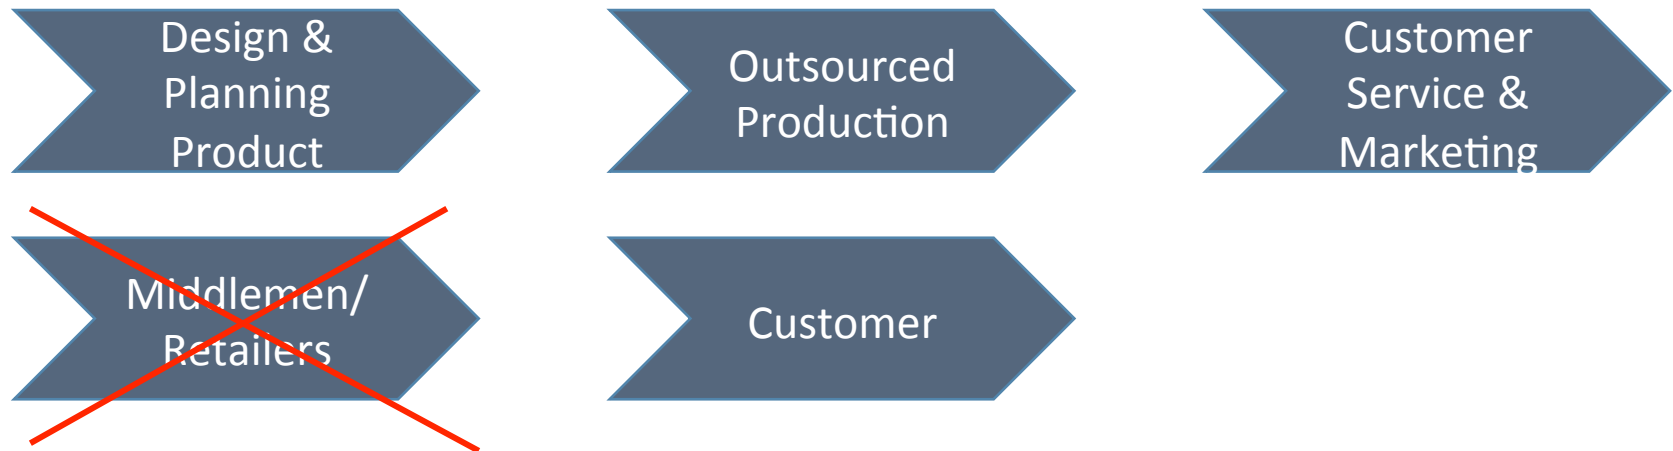 Design &
Planning
Product
Outsourced
Production
Customer
Service &
Marketing
Middlemen/
Retailers
Customer